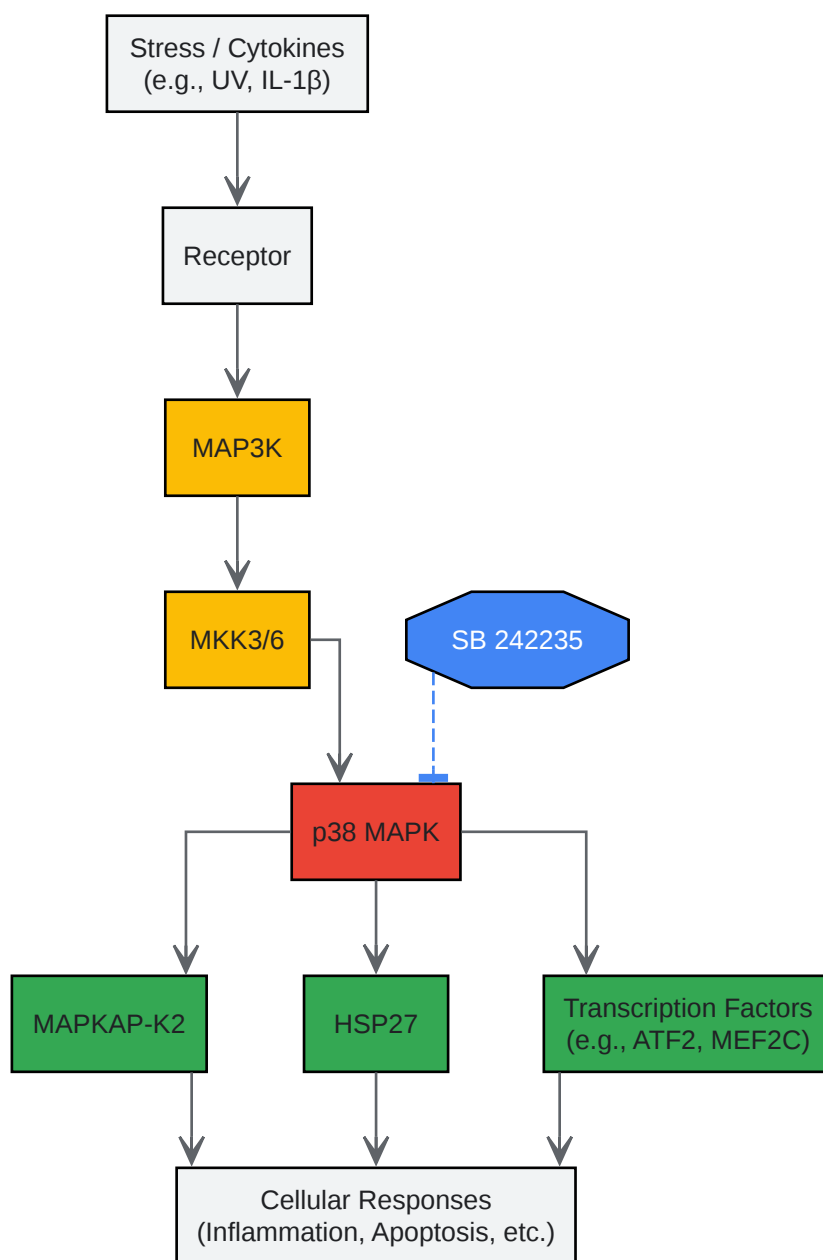 Stress / Cytokines
(e.g., UV, IL-1β)
Receptor
MAP3K
MKK3/6
SB 242235
p38 MAPK
MAPKAP-K2
HSP27
Transcription Factors
(e.g., ATF2, MEF2C)
Cellular Responses
(Inflammation, Apoptosis, etc.)